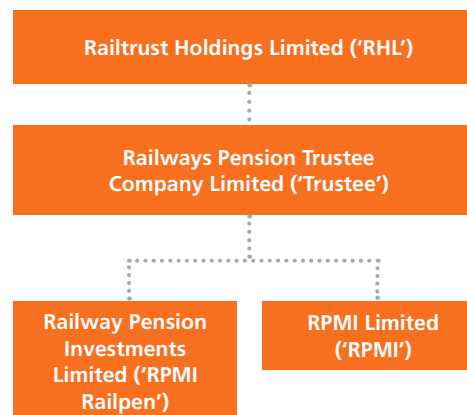 Railtrust Holdings Limited (‘RHL’)
Railways Pension Trustee
Company Limited (‘Trustee’)
Railway Pension
Investments
Limited (‘RPMI
Railpen’)
RPMI Limited
(‘RPMI’)